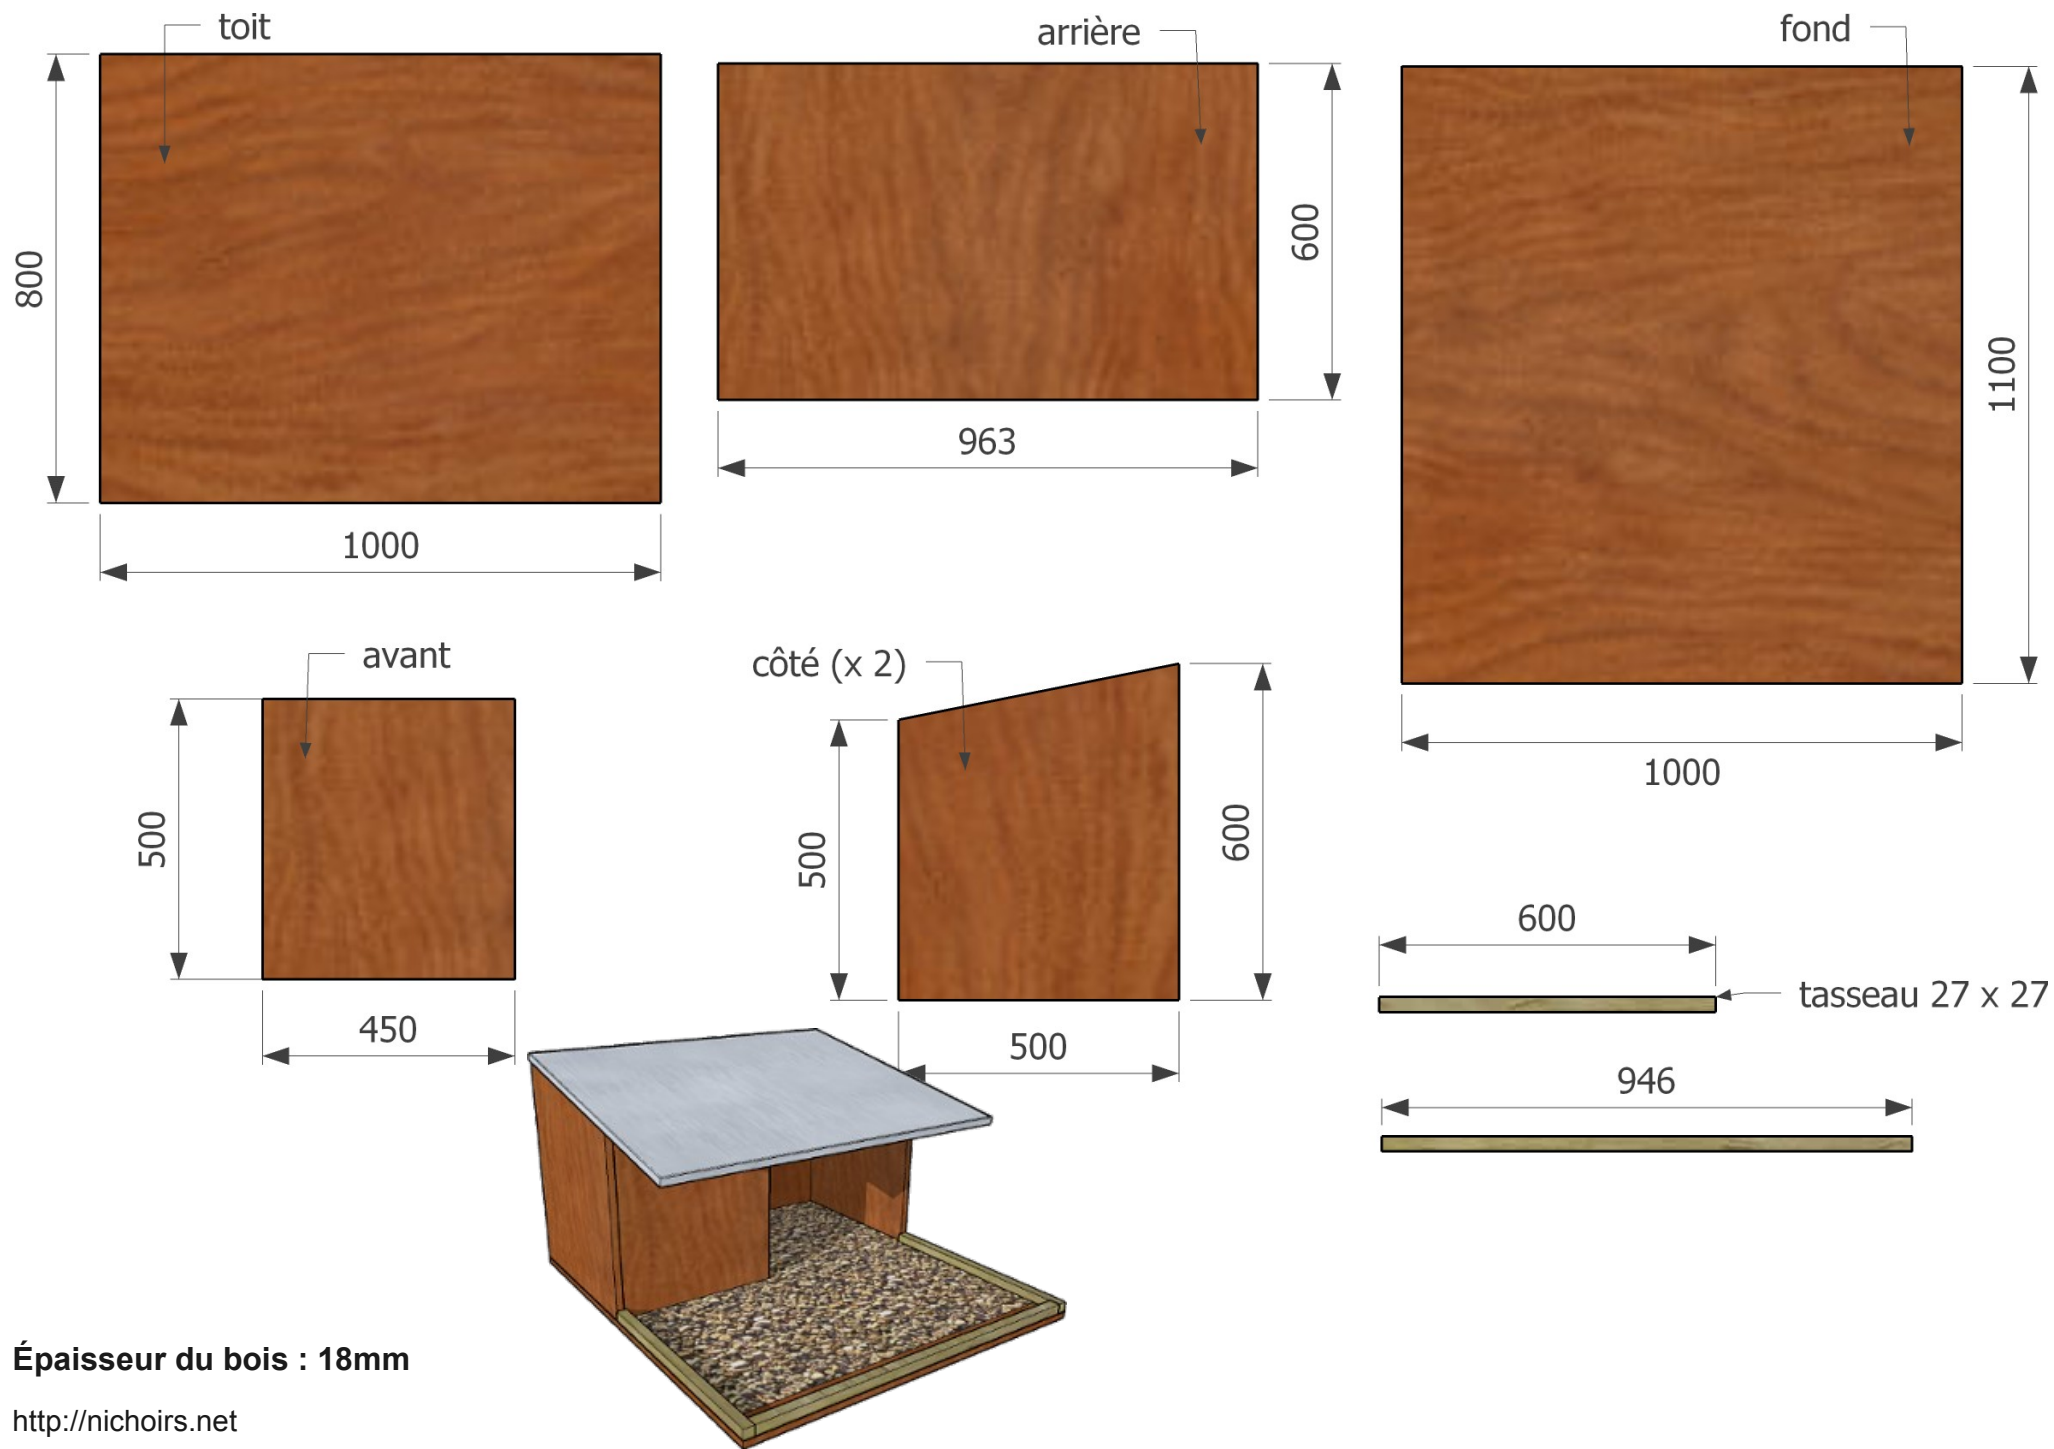 toit
arrière
fond
800
600
1100
963
1000
avant
côté (x 2)
1000
500
500
600
600
tasseau 27 x 27
450
500
946
Épaisseur du bois : 18mm
http://nichoirs.net